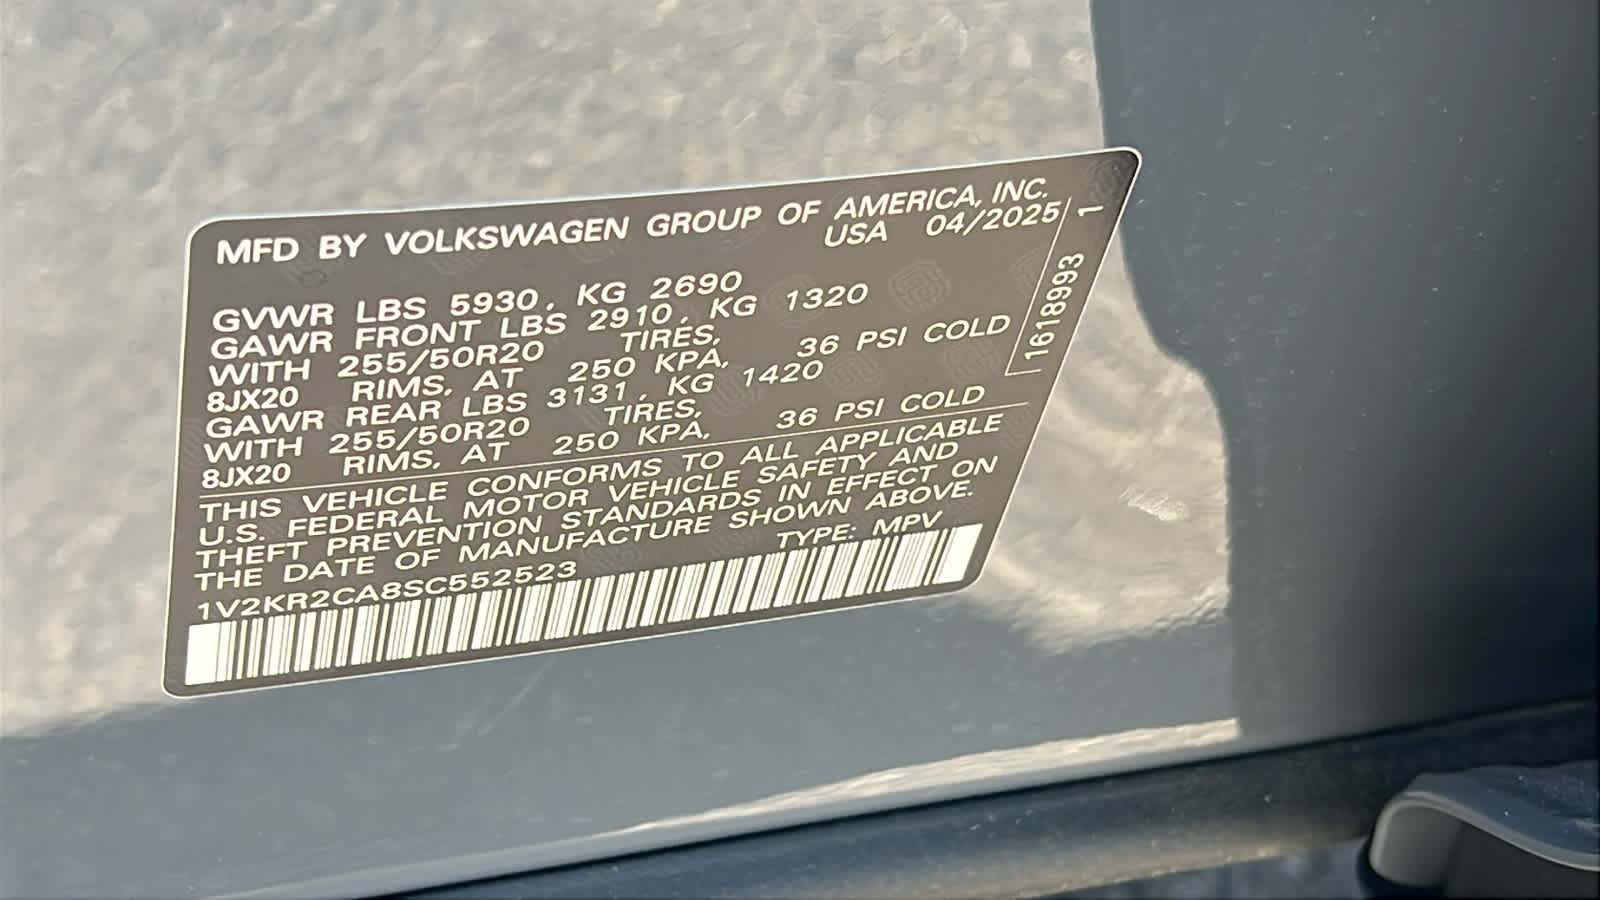 MFD BY VOLKSWAGEN GROUP OF AMERICA, INC.
USA 04/2025
GVWR LBS 5930, KG 2690
GAWR FRONT LBS 2910, KG 1320
WITH 255/50R20 TIRES,
8JX20 RIMS, AT 250 KPA, 36 PSI COLD
GAWR REAR LBS 3131, KG 1420
WITH 255/50R20 TIRES,
8JX20 RIMS, AT 250 KPA, 36 PSI COLD
THIS VEHICLE CONFORMS TO ALL APPLICABLE
U.S. FEDERAL MOTOR VEHICLE SAFETY AND
THEFT PREVENTION STANDARDS IN EFFECT ON
THE DATE OF MANUFACTURE SHOWN ABOVE.
1V2KR2CA8SC552523 TYPE: MPV
1618993 1